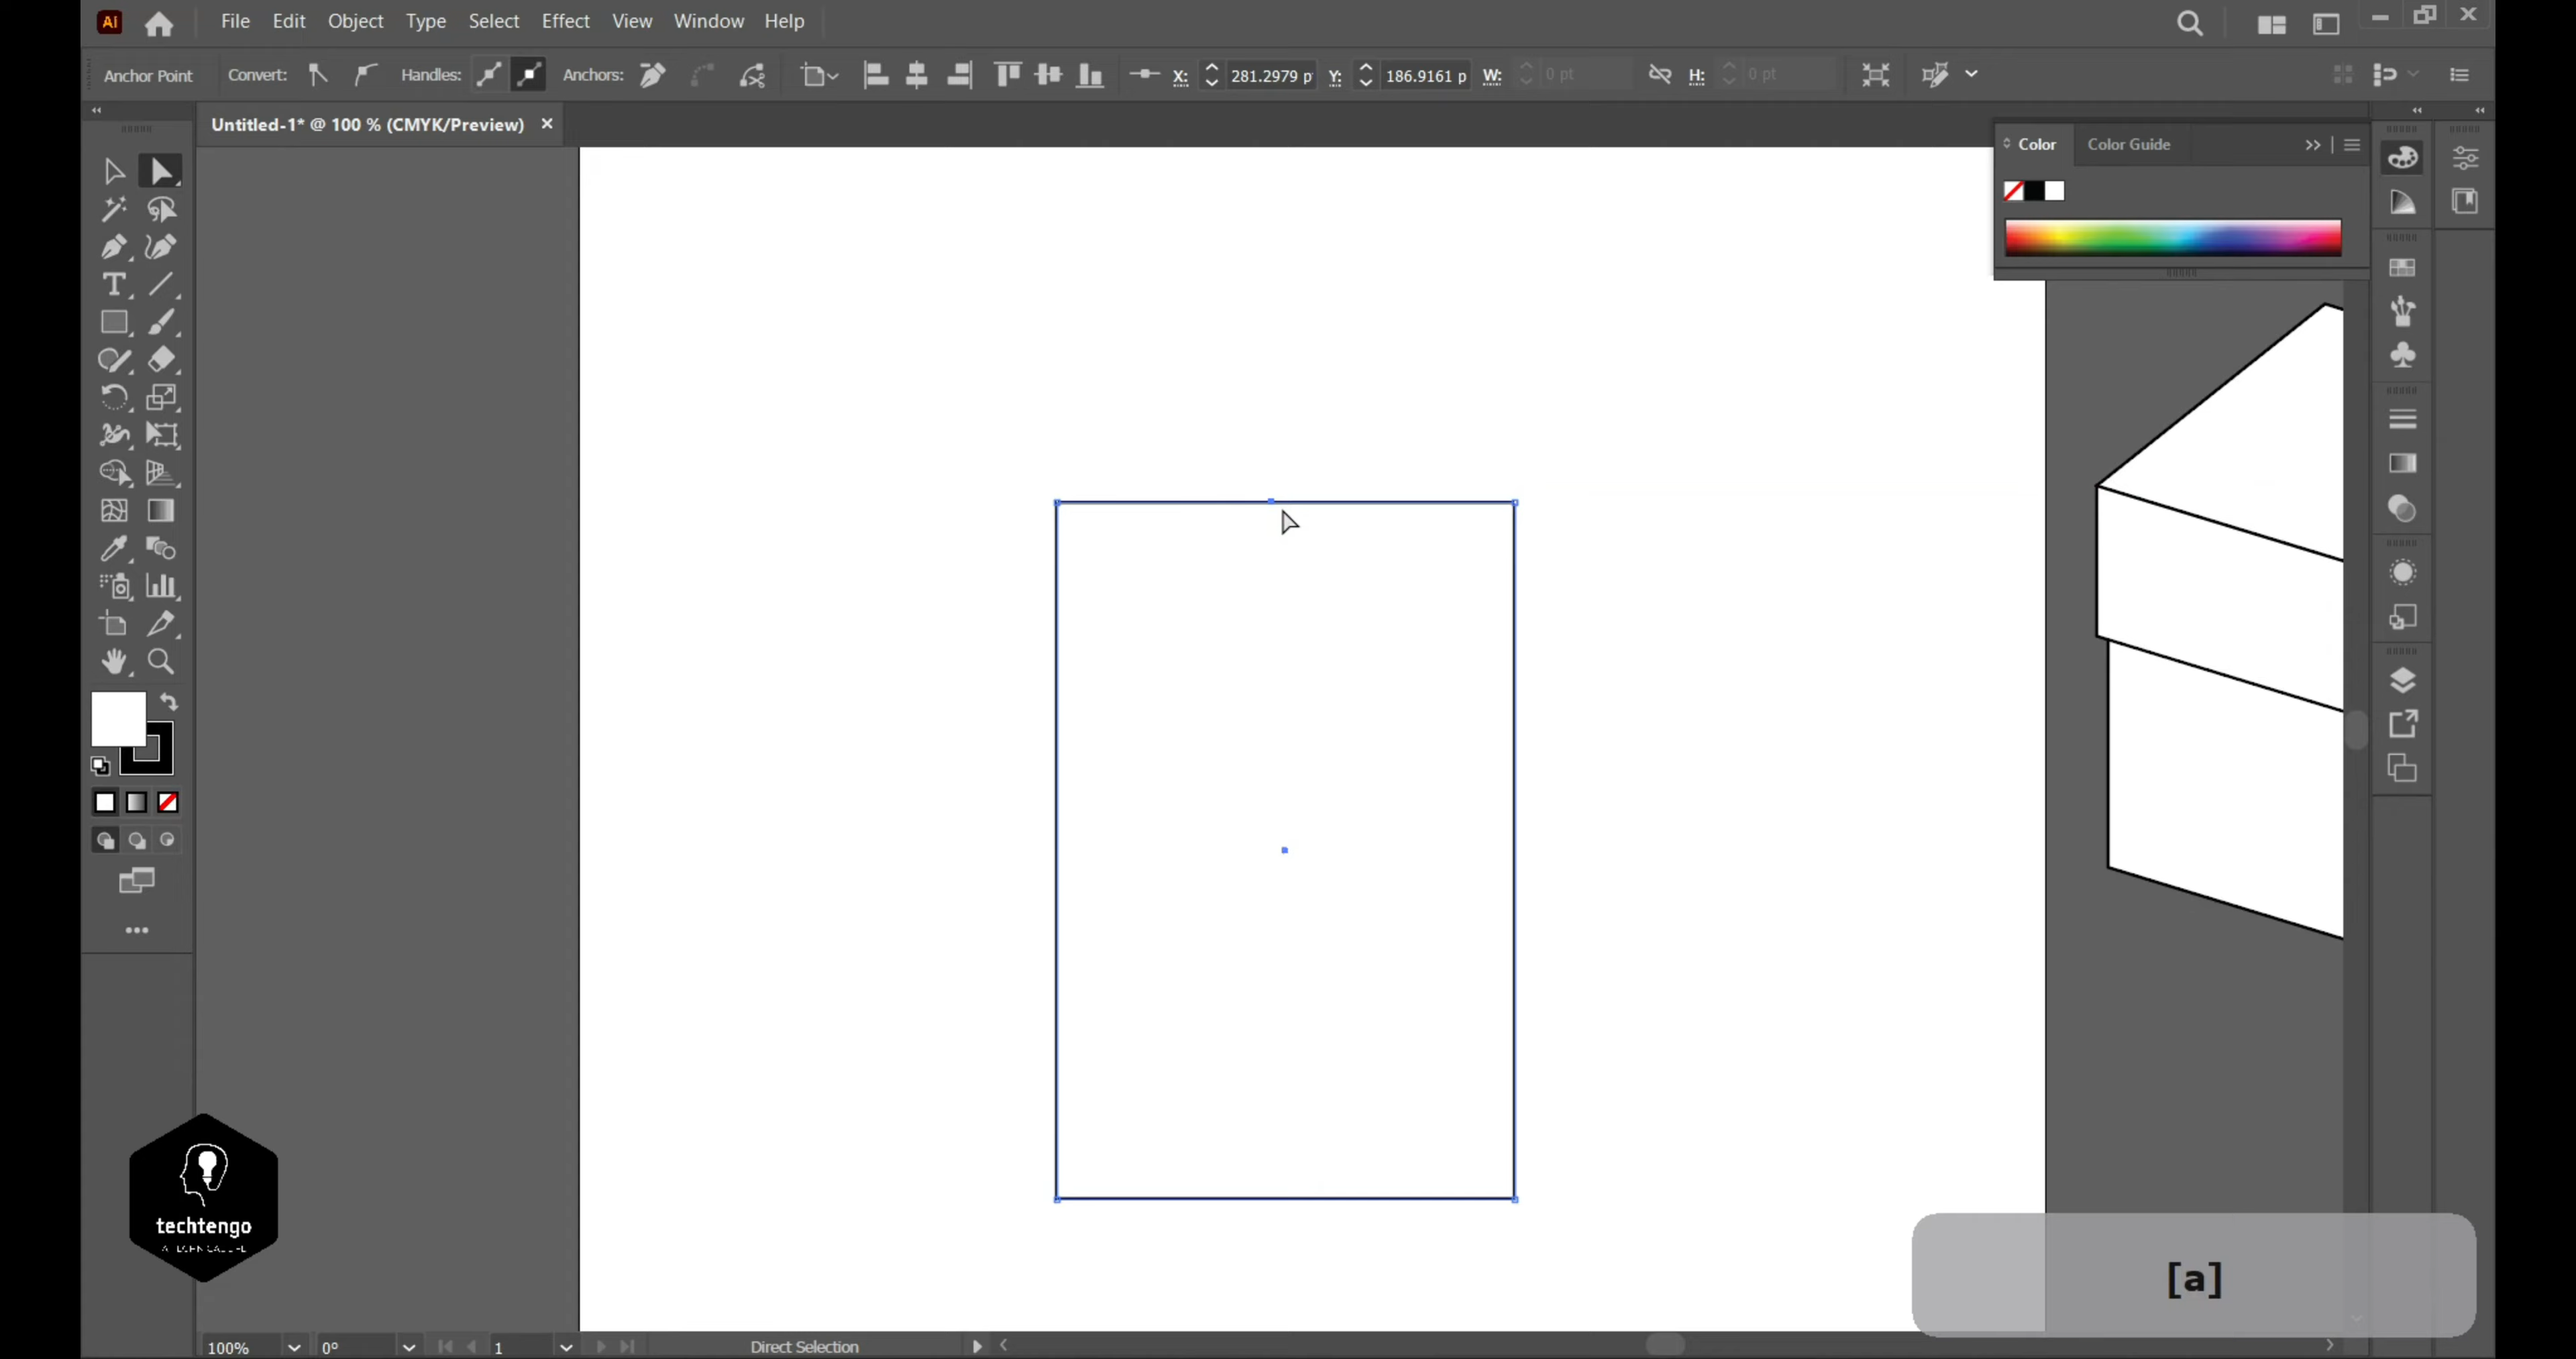 Ai File Edit Object Type Select Effect View Window Help
Anchor Point Convert: Handles: Anchors: X: 281.2979 p Y: 186.9161 p W: 0 pt H: 0 pt
Untitled-1* @ 100 % (CMYK/Preview)
Color Color Guide
techtengo
[a]
100% 0° 1 Direct Selection